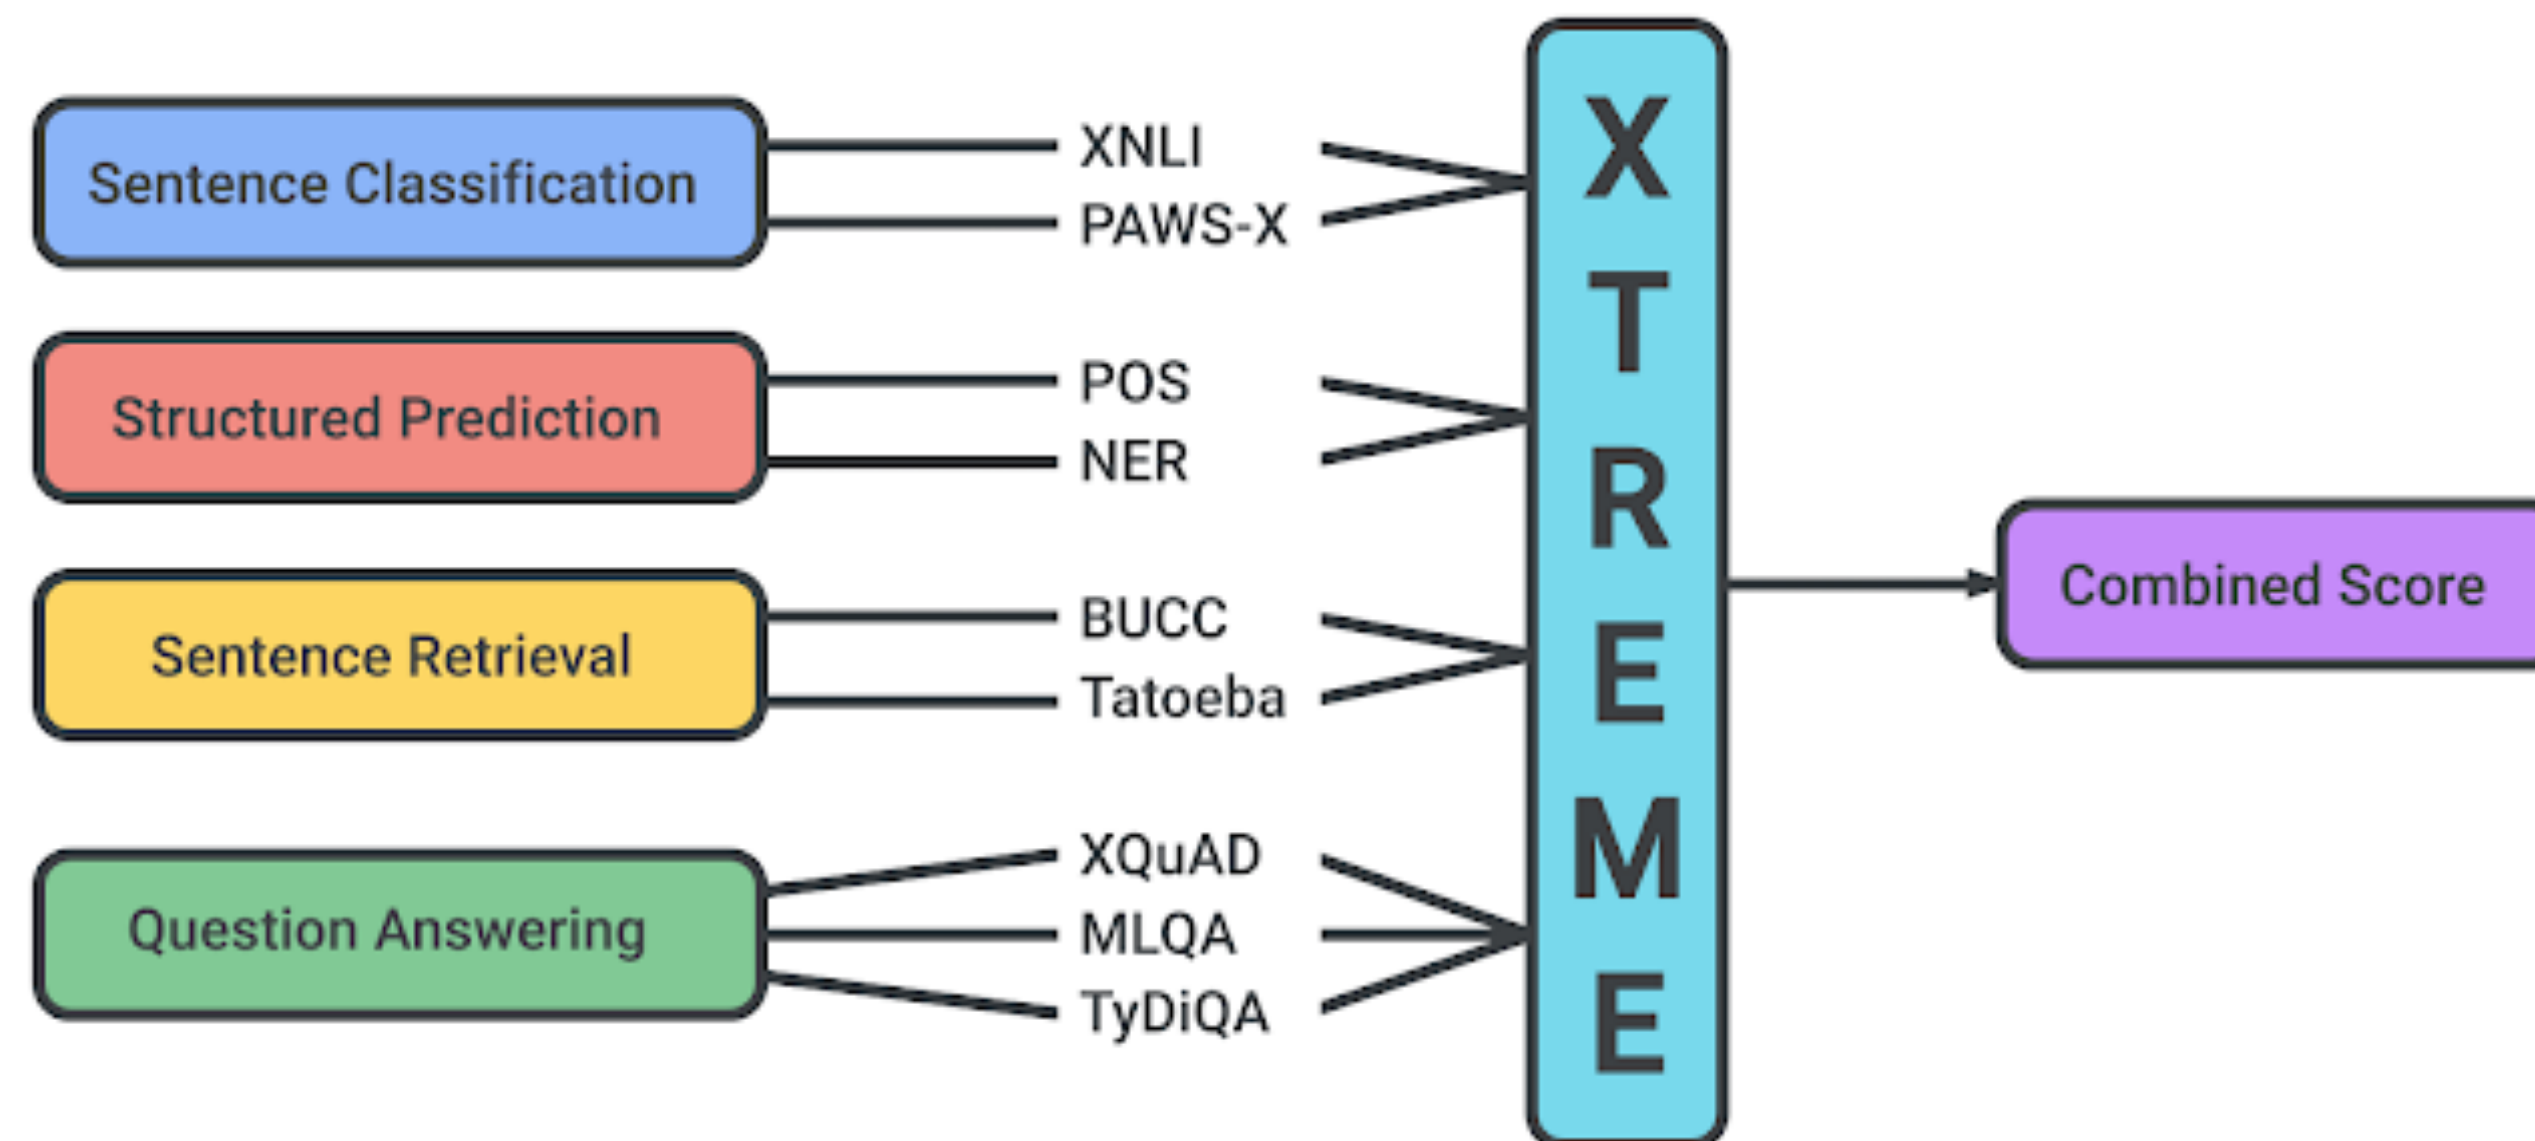 Sentence Classification
XNLI
PAWS-X
Structured Prediction
POS
NER
Sentence Retrieval
BUCC
Tatoeba
Question Answering
XQuAD
MLQA
TyDiQA
X
T
R
E
M
E
Combined Score